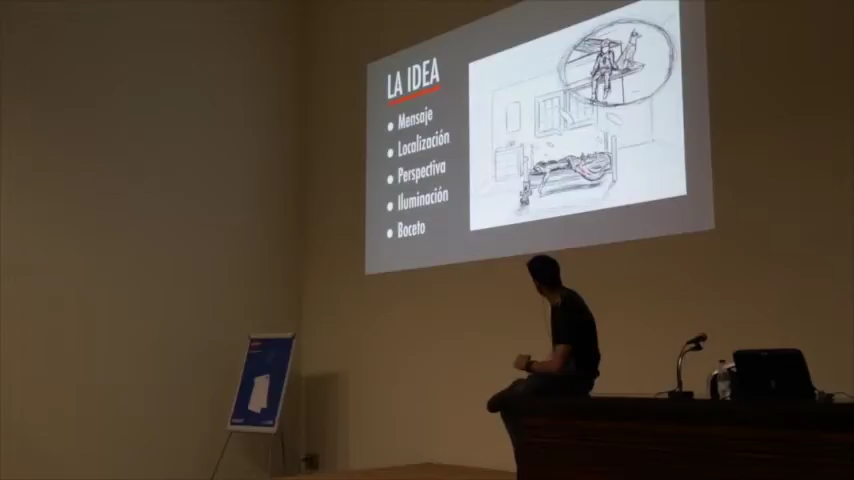 LA IDEA
Mensaje
Localización
Perspectiva
Iluminación
Boceto